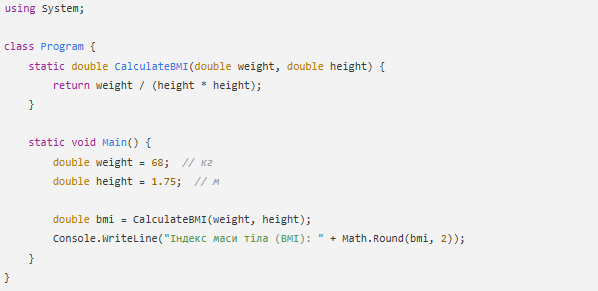 using System;
class Program {
static double CalculateBMI(double weight, double height) {
return weight / (height * height);
}
static void Main() {
double weight = 68; // кг
double height = 1.75; // м
double bmi = CalculateBMI(weight, height);
Console.WriteLine("Індекс маси тіла (BMI): " + Math.Round(bmi, 2));
}
}